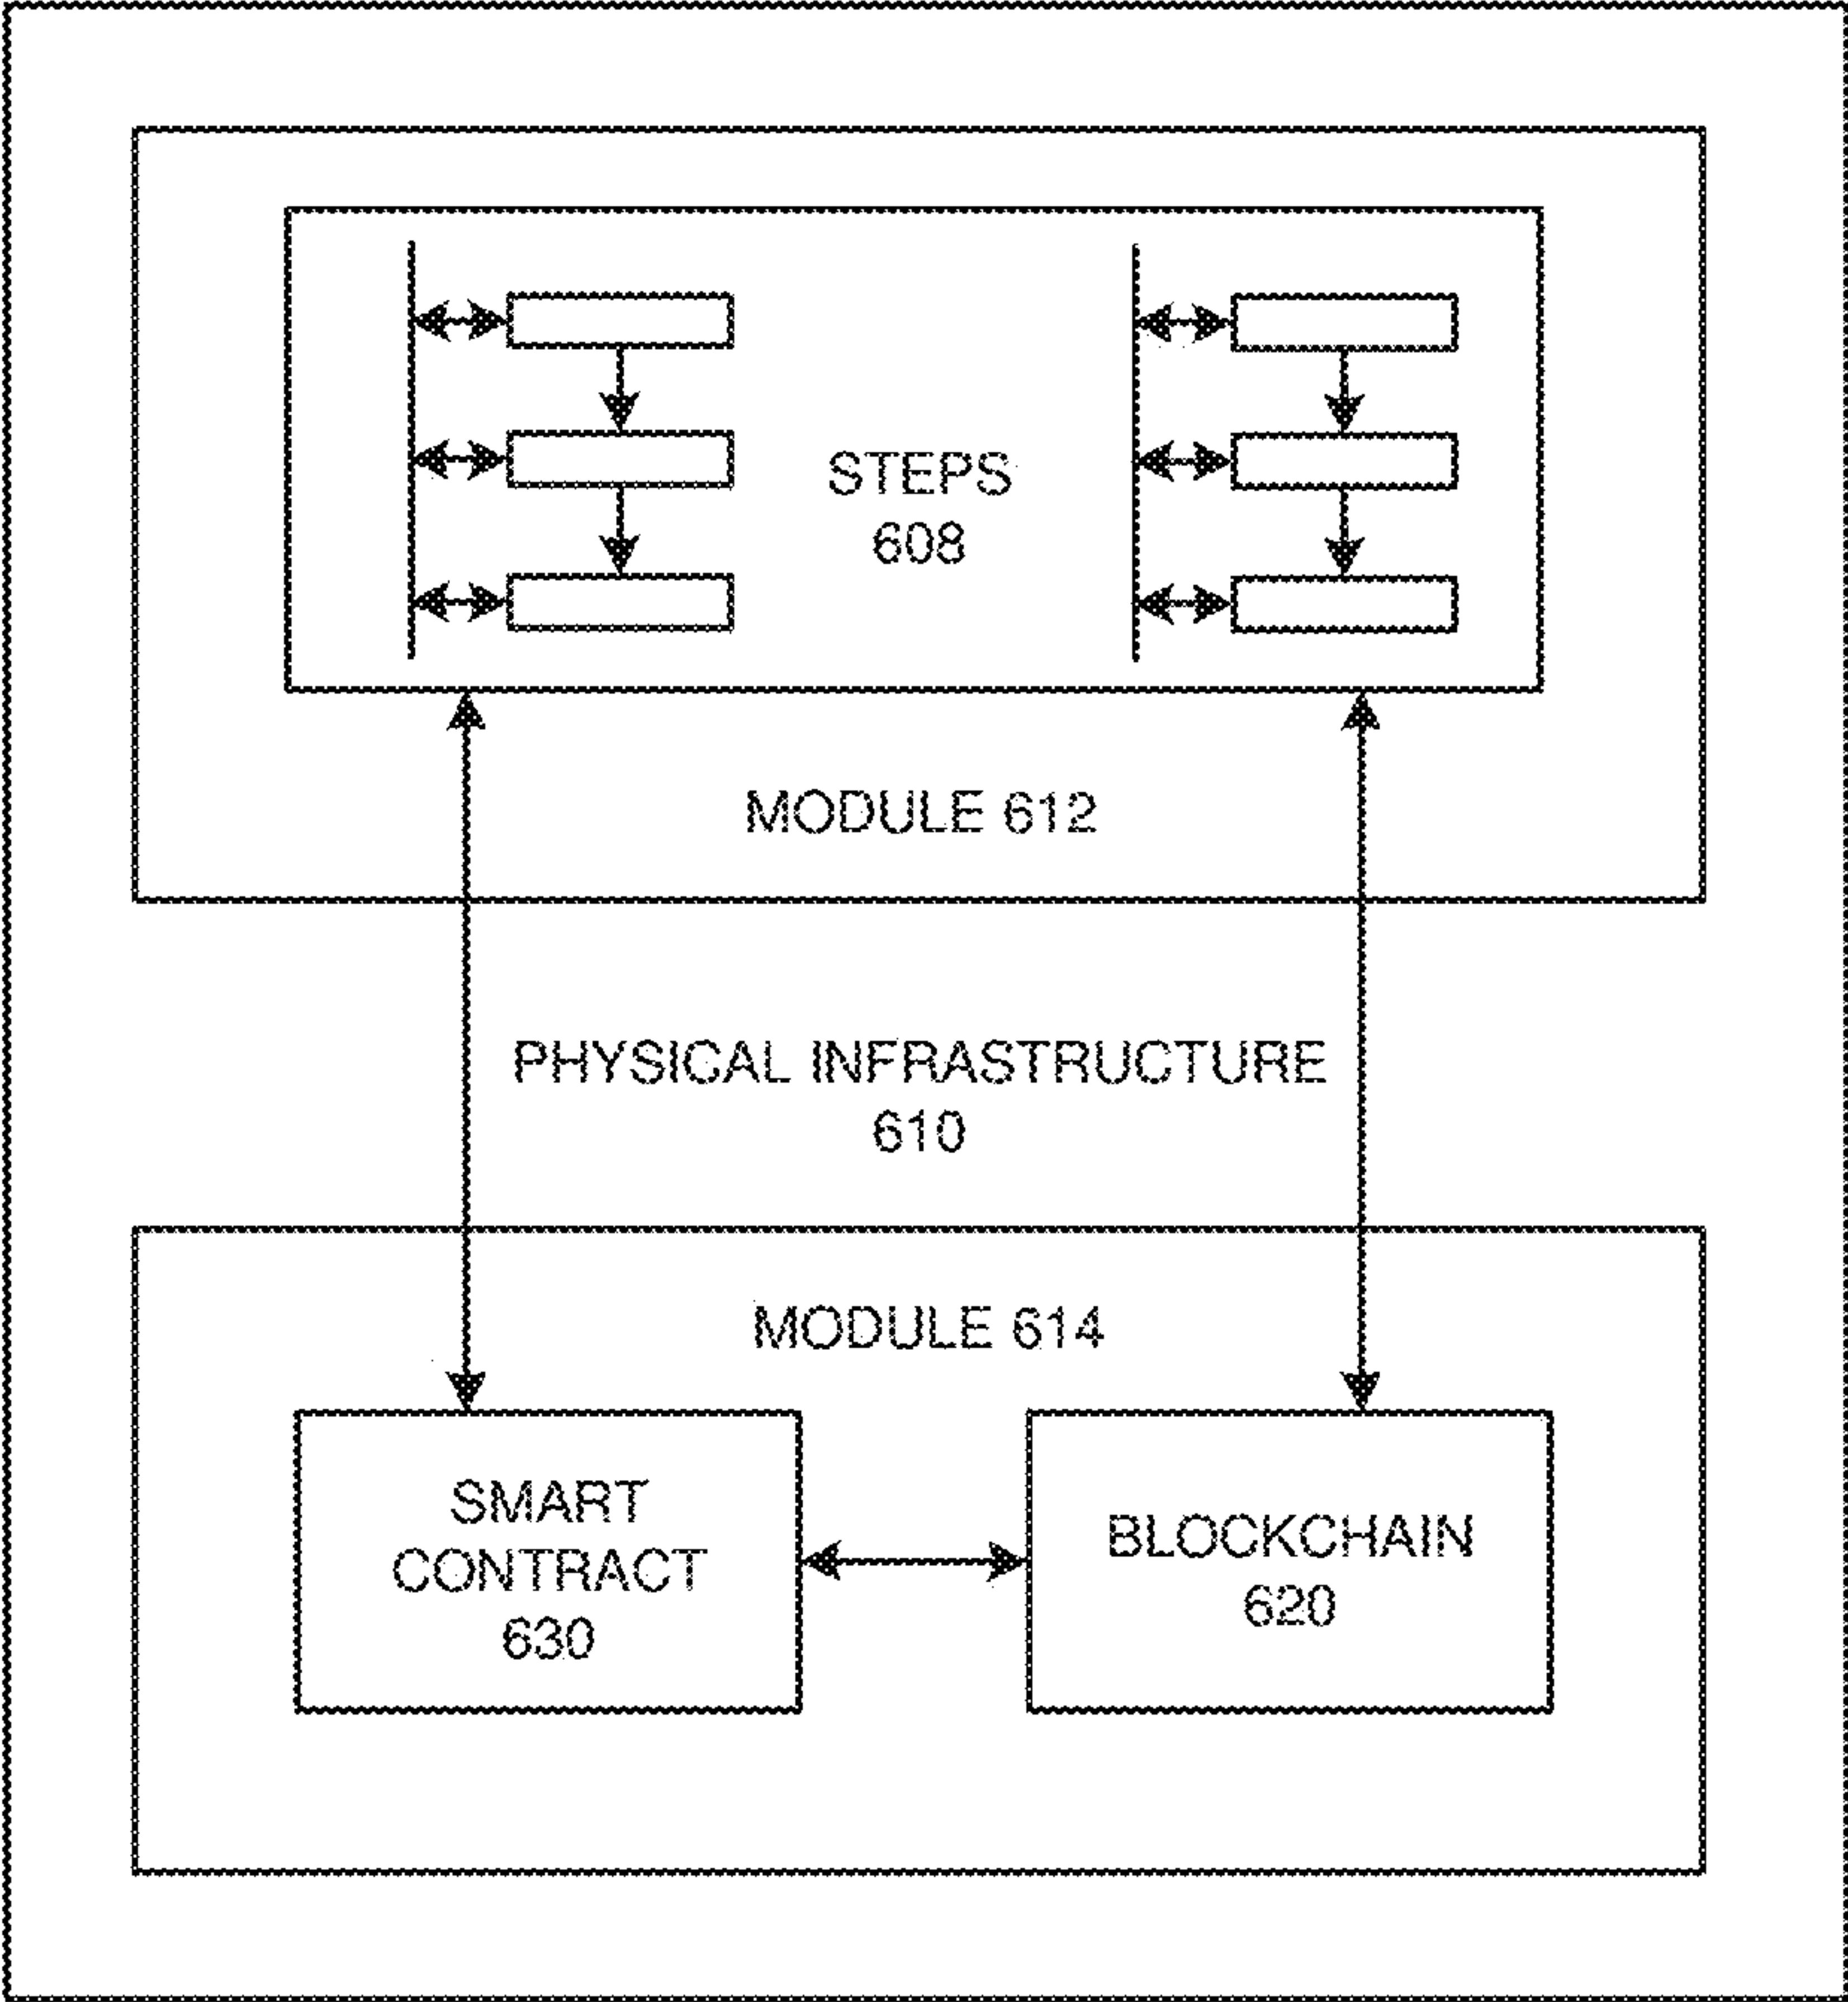 STEPS
608
MODULE 612
PHYSICAL INFRASTRUCTURE
610
MODULE 614
SMART
CONTRACT
630
BLOCKCHAIN
620